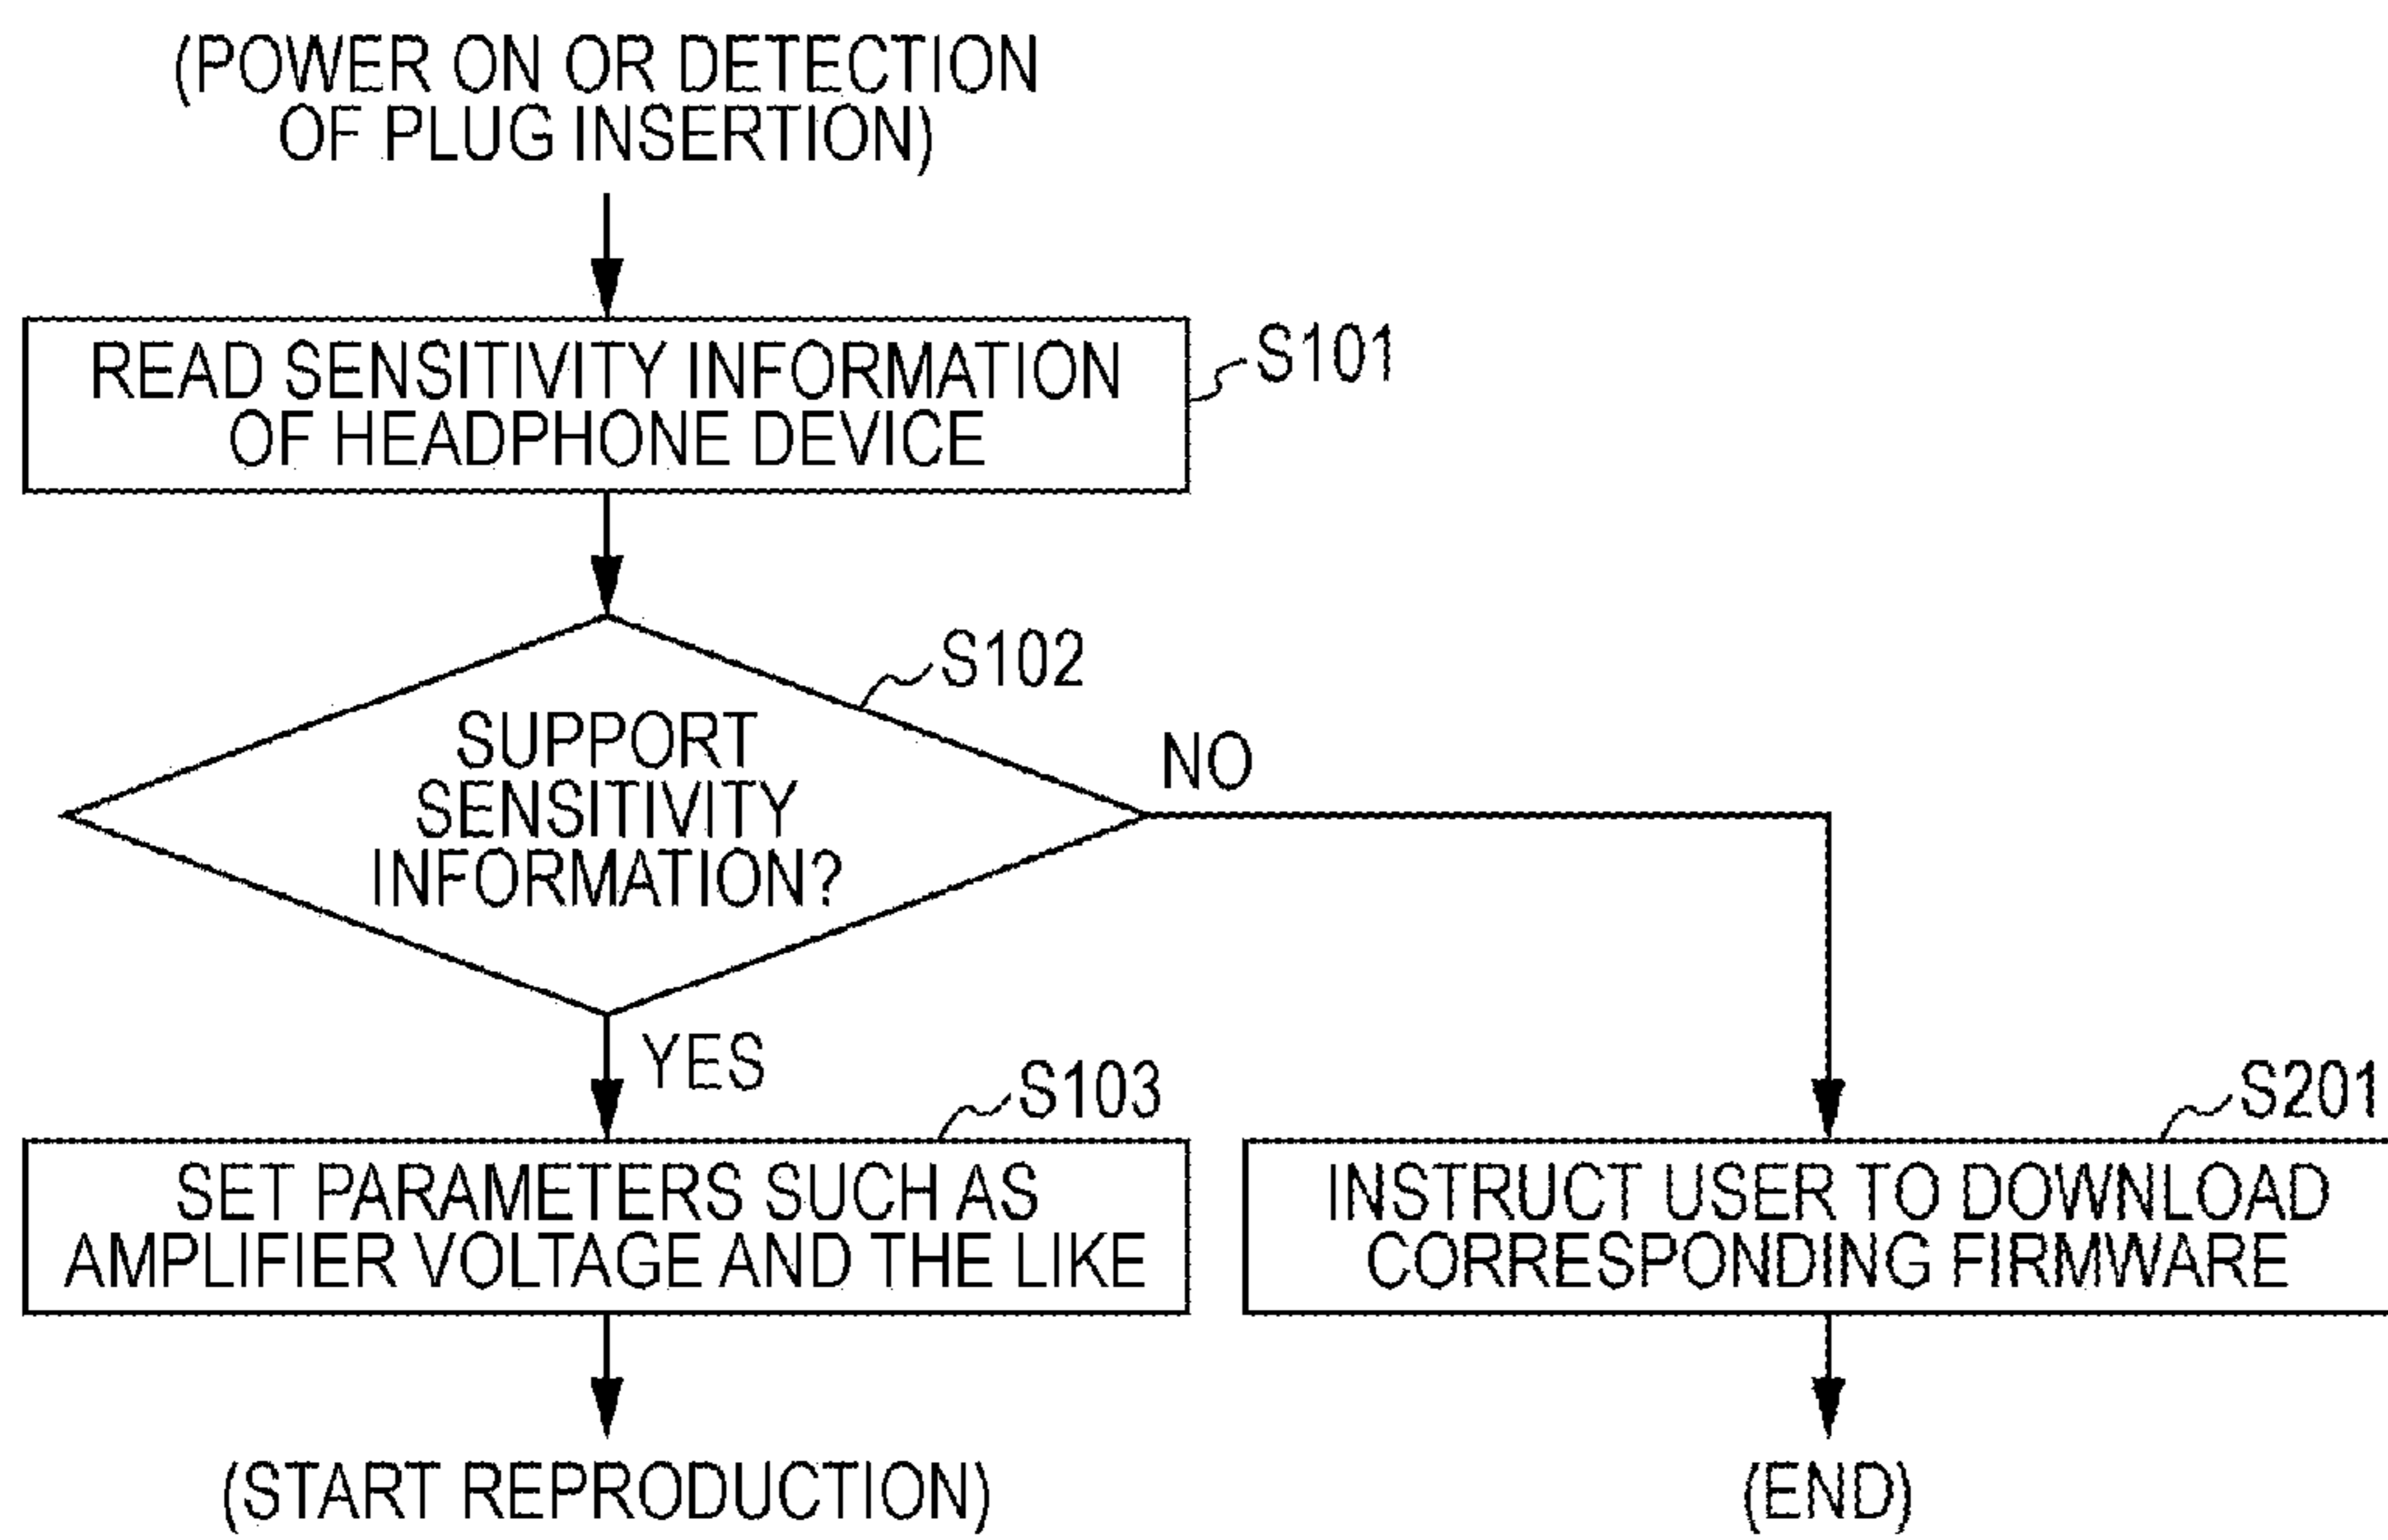 (POWER ON OR DETECTION
OF PLUG INSERTION)
READ SENSITIVITY INFORMATION
OF HEADPHONE DEVICE
S101
S102
SUPPORT
SENSITIVITY
INFORMATION?
NO
YES
S103
SET PARAMETERS SUCH AS
AMPLIFIER VOLTAGE AND THE LIKE
S201
INSTRUCT USER TO DOWNLOAD
CORRESPONDING FIRMWARE
(START REPRODUCTION)
(END)